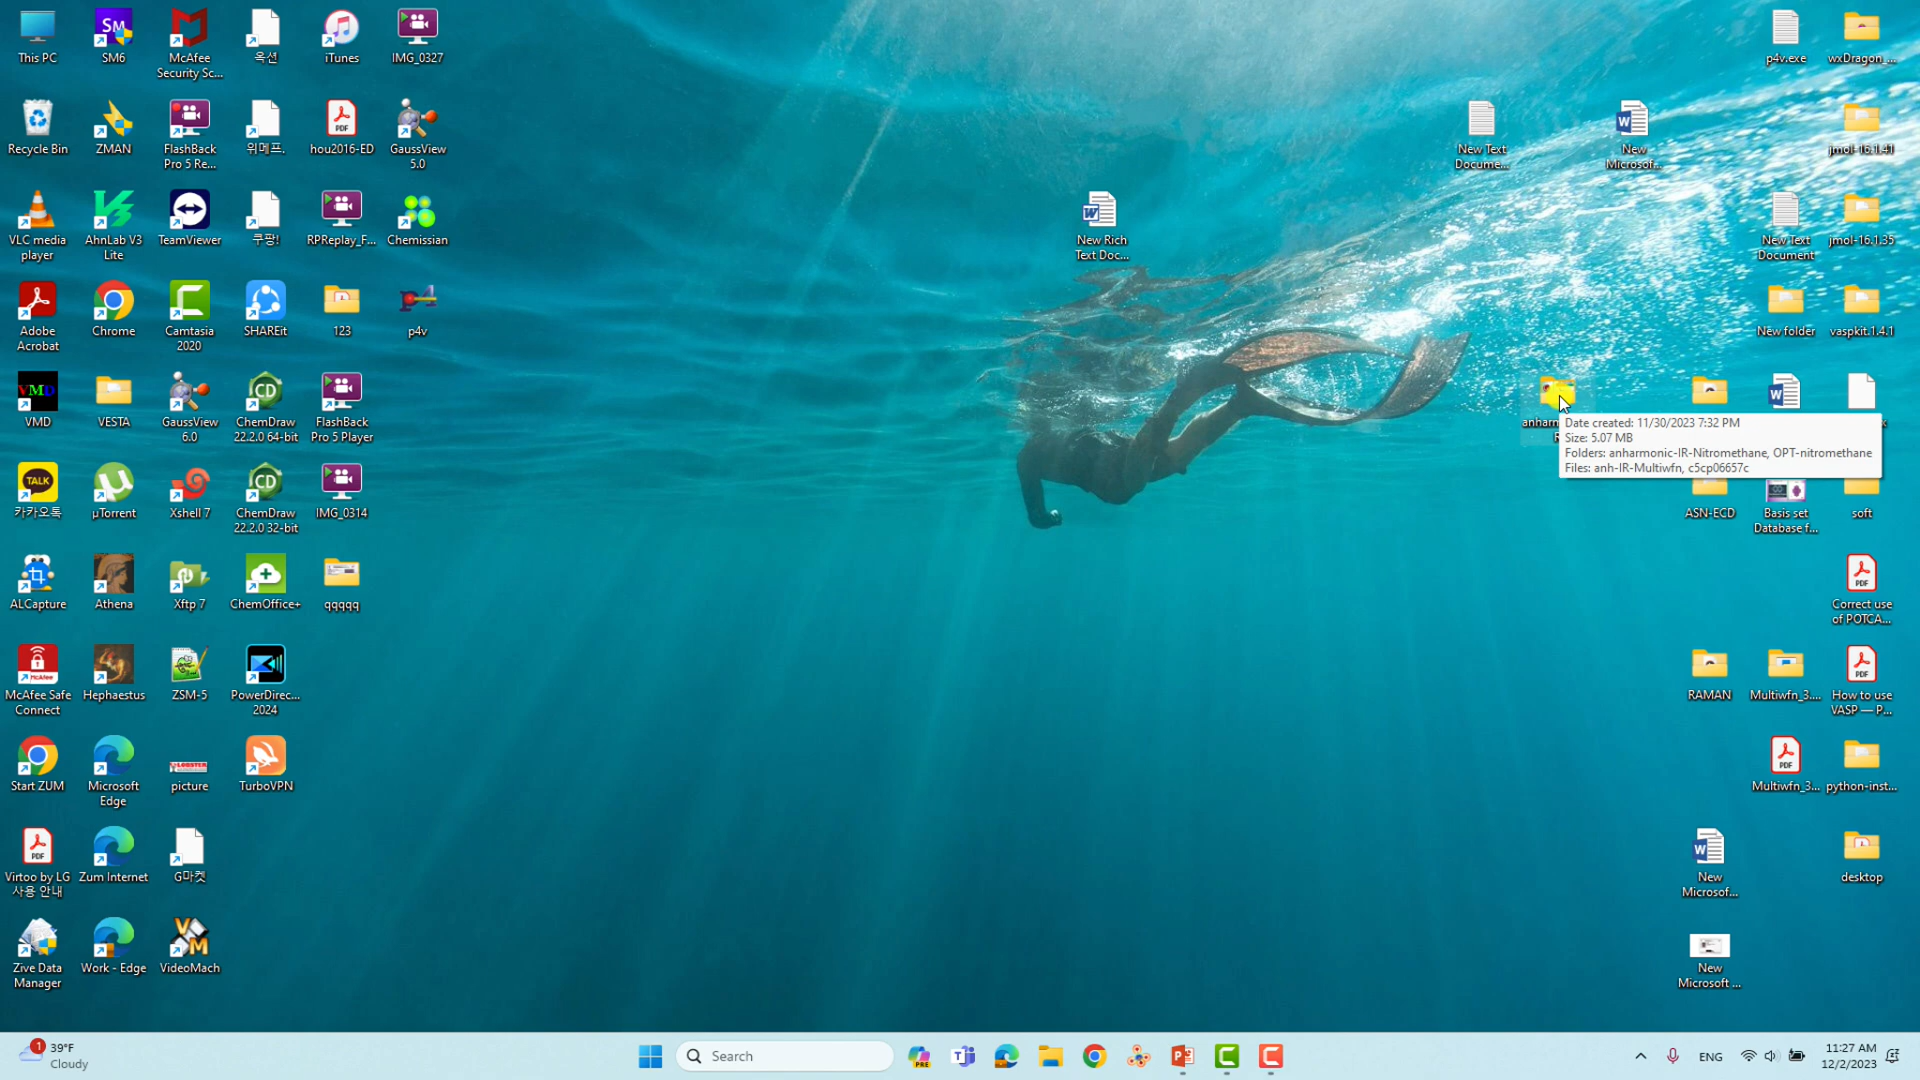 This PC
SM6
McAfee
Security Sc...
옥션
iTunes
IMG_0327
p4v.exe
wxDragon_...
Recycle Bin
ZMAN
FlashBack
Pro 5 Re...
위메프.
hou2016-ED
GaussView
5.0
New Text
Docume...
New
Microsof...
jmol-16.1.41
VLC media
player
AhnLab V3
Lite
TeamViewer
쿠팡!
RPReplay_F...
Chemissian
New Rich
Text Doc...
New Text
Document
jmol-16.1.35
Adobe
Acrobat
Chrome
Camtasia
2020
SHAREit
123
p4v
New folder
vaspkit.1.4.1
VMD
VESTA
GaussView
6.0
ChemDraw
22.2.0 64-bit
FlashBack
Pro 5 Player
Date created: 11/30/2023 7:32 PM
Size: 5.07 MB
Folders: anharmonic-IR-Nitromethane, OPT-nitromethane
Files: anh-IR-Multiwfn, c5cp06657c
TALK
카카오톡
µTorrent
Xshell 7
ChemDraw
22.2.0 32-bit
IMG_0314
ASN-ECD
Basis set
Database f...
soft
ALCapture
Athena
Xftp 7
ChemOffice+
qqqqq
Correct use
of POTCA...
McAfee Safe
Connect
Hephaestus
ZSM-5
PowerDirec...
2024
RAMAN
Multiwfn_3....
How to use
VASP — P...
Start ZUM
Microsoft
Edge
picture
TurboVPN
Multiwfn_3...
python-inst...
Virtoo by LG
사용 안내
Zum Internet
G마켓
New
Microsof...
desktop
Zive Data
Manager
Work - Edge
VideoMach
New
Microsoft ...
1
39°F
Cloudy
Search
ENG
11:27 AM
12/2/2023